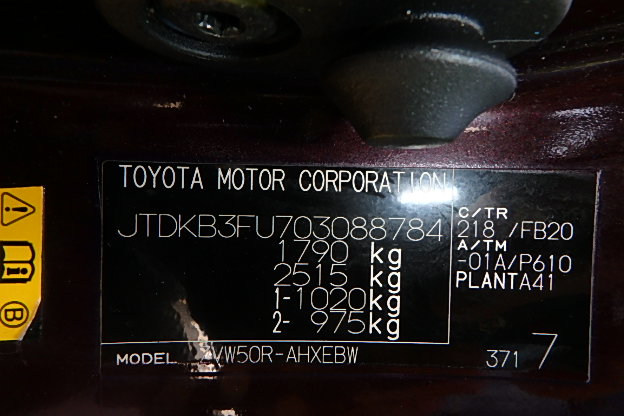 TOYOTA MOTOR CORPORATION
JTDKB3FU703088784
1790 kg
2515 kg
1-1020kg
2- 975kg
C/TR
218 /FB20
A/TM
-01A/P610
PLANTA41
MODEL ZVW50R-AHXEBW
371 7
B